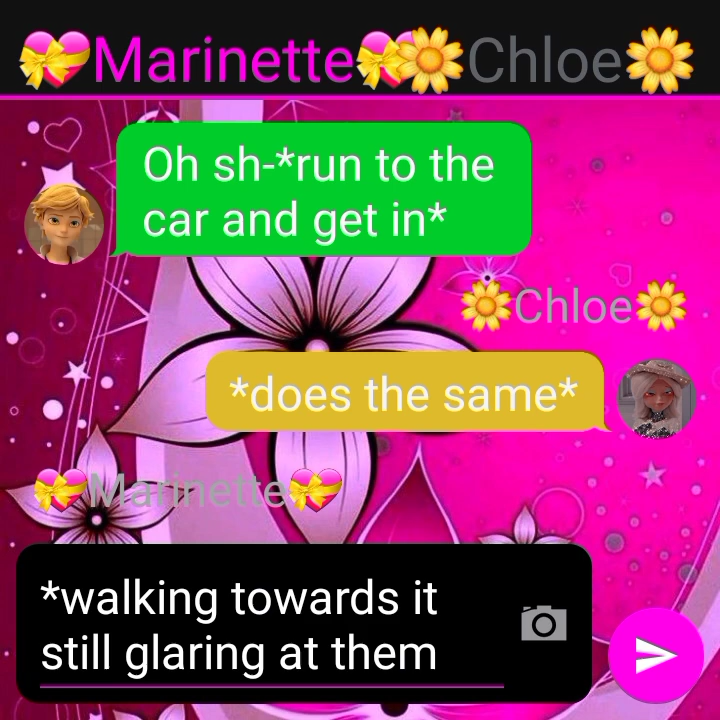 💝Marinette💝🌼Chloe🌼
Oh sh-*run to the
car and get in*
🌼Chloe🌼
*does the same*
💝Marinette💝
*walking towards it
still glaring at them